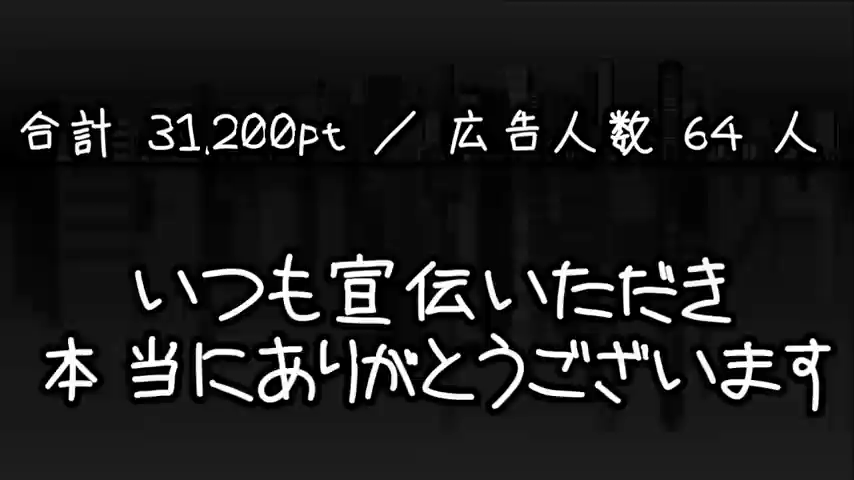 合計 31,200pt ／ 広告人数 64 人
いつも宣伝いただき
本当にありがとうございます